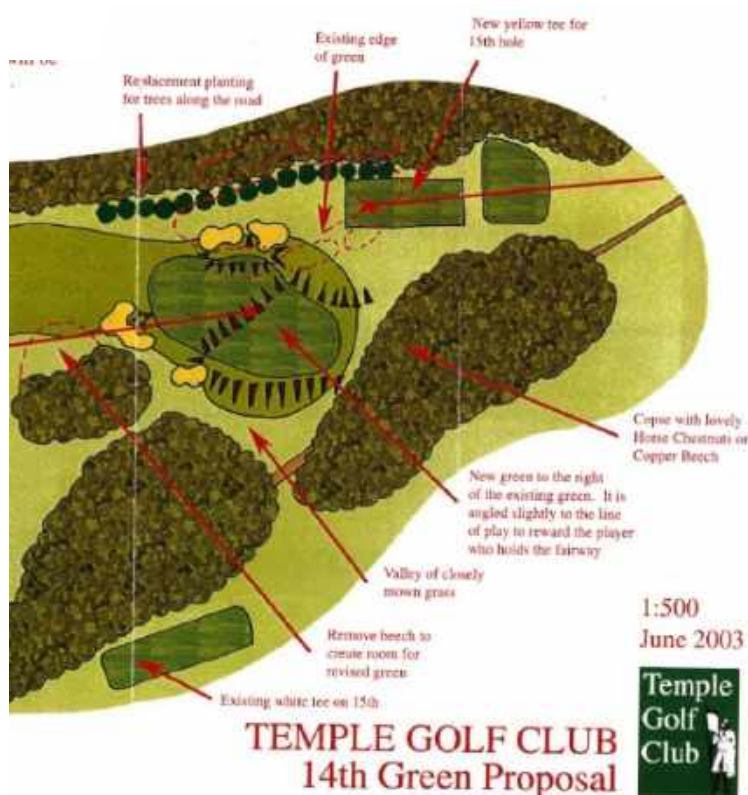 will be
New yellow tee for
15th hole
Existing edge
of green
Replacement planting
for trees along the road
Copse with lovely
Horse Chestnuts or
Copper Beech
New green to the right
of the existing green. It is
angled slightly to the line
of play to reward the player
who holds the fairway
Valley of closely
mown grass
Remove beech to
create room for
revised green
Existing white tee on 15th
1:500
June 2003
TEMPLE GOLF CLUB
14th Green Proposal
Temple
Golf
Club